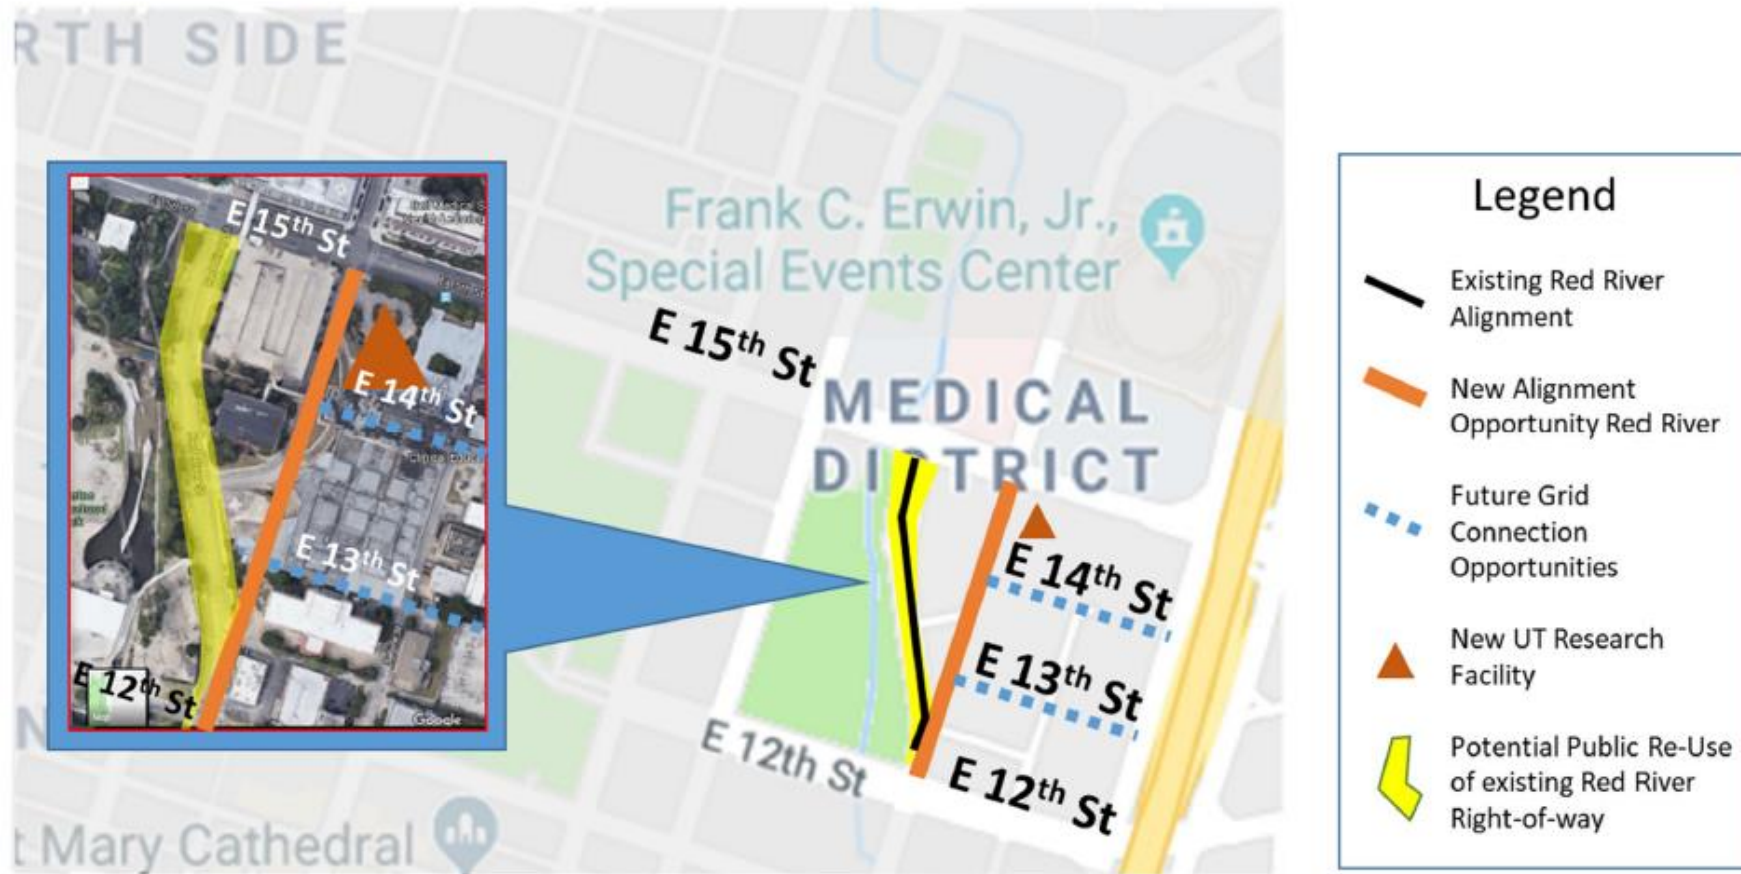 RTH SIDE
Frank C. Erwin, Jr.,
Special Events Center
E 15th St
MEDICAL
DISTRICT
E 14th St
E 13th St
E 12th St
E 12th St
t Mary Cathedral
N
E 15th St
E 14th St
E 13th St
E 12th St
Google
Legend
Existing Red River
Alignment
New Alignment
Opportunity Red River
Future Grid
Connection
Opportunities
New UT Research
Facility
Potential Public Re-Use
of existing Red River
Right-of-way